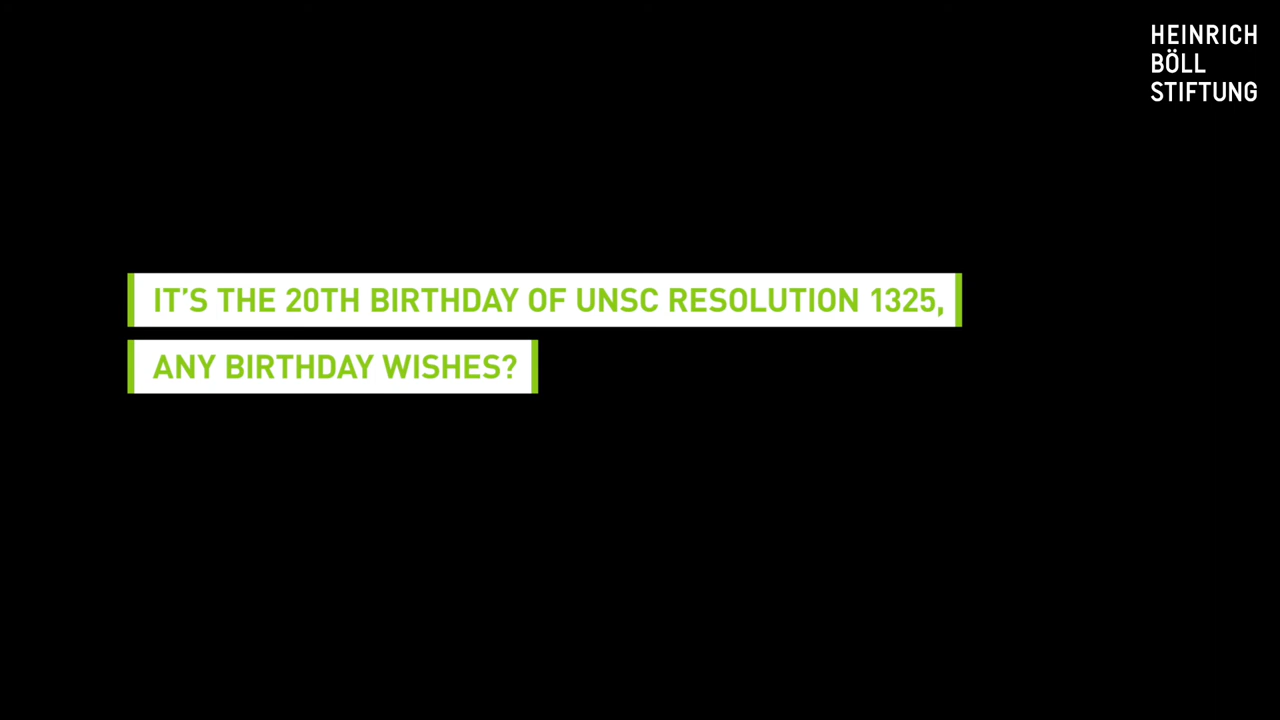 HEINRICH
BÖLL
STIFTUNG
IT'S THE 20TH BIRTHDAY OF UNSC RESOLUTION 1325,
ANY BIRTHDAY WISHES?